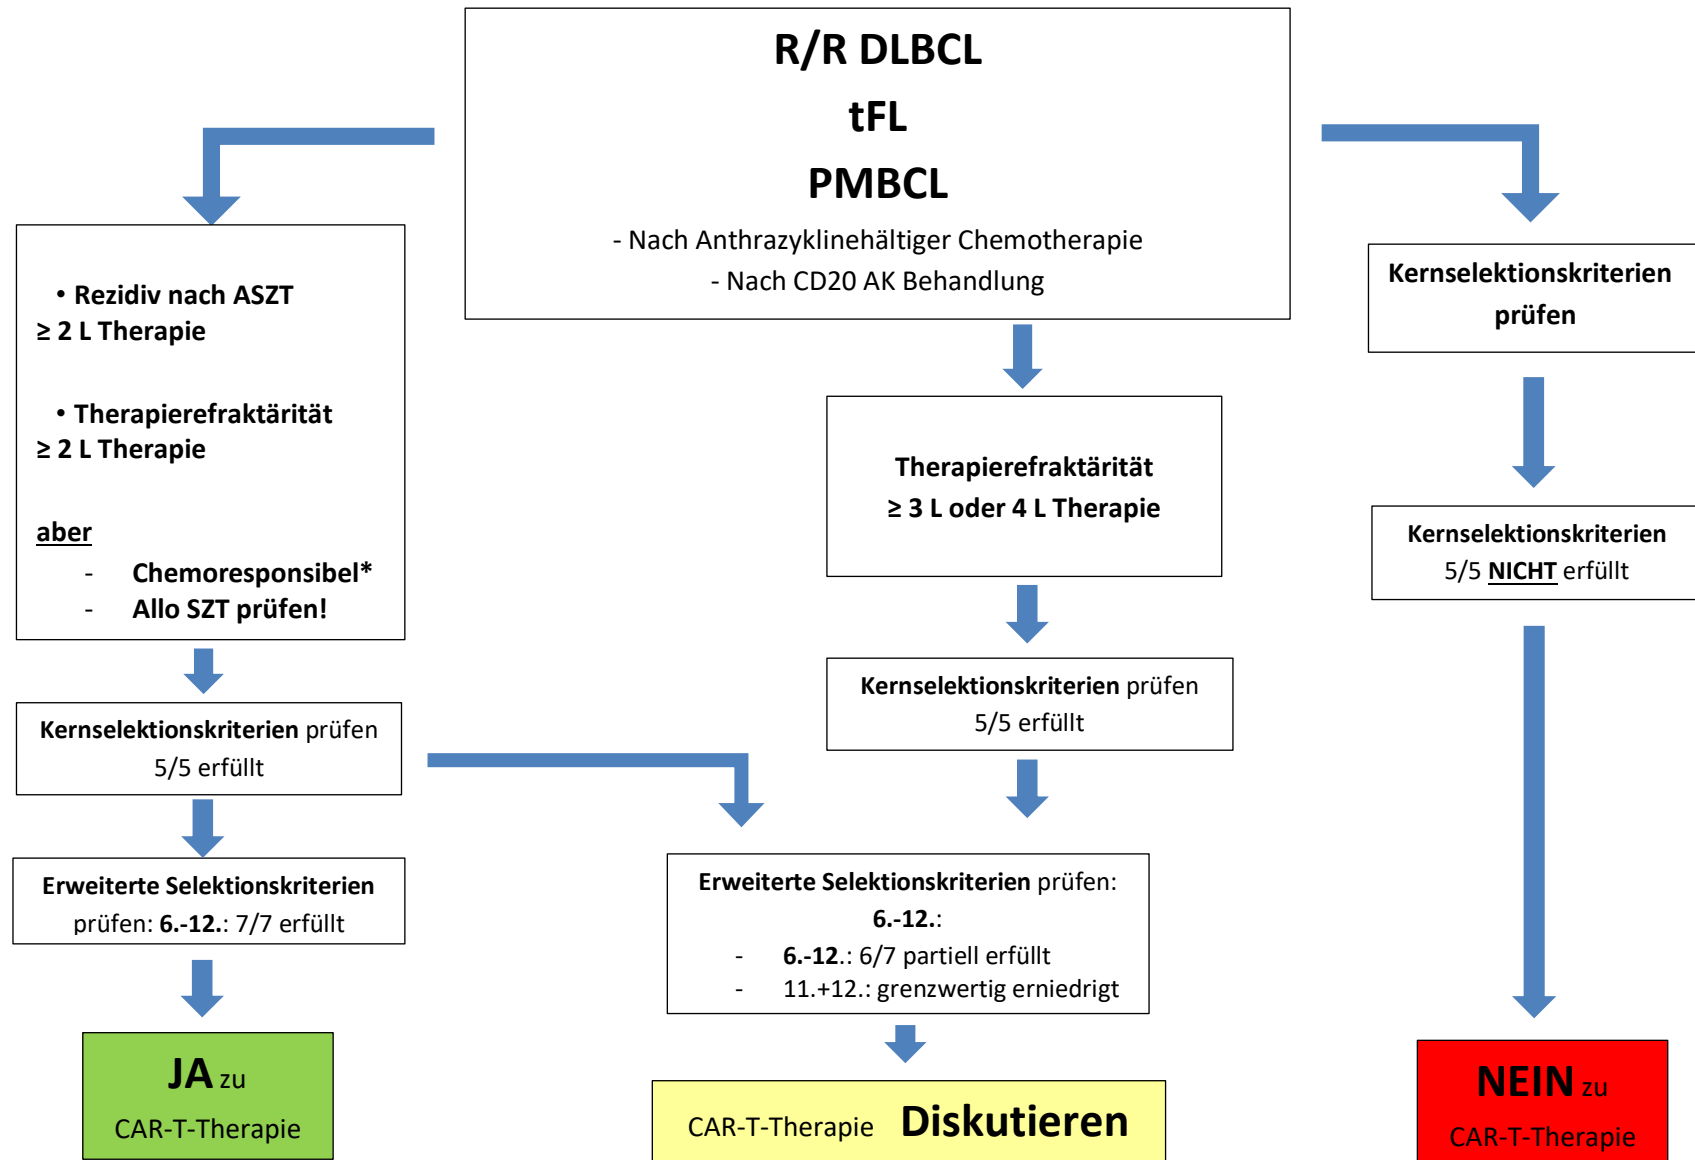 R/R DLBCL
tFL
PMBCL
- Nach Anthrazyklinehältiger Chemotherapie
- Nach CD20 AK Behandlung
• Rezidiv nach ASZT
≥ 2 L Therapie
• Therapierefraktärität
≥ 2 L Therapie
aber
- Chemoresponsibel*
- Allo SZT prüfen!
Kernselektionskriterien prüfen
5/5 erfüllt
Erweiterte Selektionskriterien
prüfen: 6.-12.: 7/7 erfüllt
JA zu
CAR-T-Therapie
Therapierefraktärität
≥ 3 L oder 4 L Therapie
Kernselektionskriterien prüfen
5/5 erfüllt
Erweiterte Selektionskriterien prüfen:
6.-12.:
- 6.-12.: 6/7 partiell erfüllt
- 11.+12.: grenzwertig erniedrigt
CAR-T-Therapie Diskutieren
Kernselektionskriterien
prüfen
Kernselektionskriterien
5/5 NICHT erfüllt
NEIN zu
CAR-T-Therapie